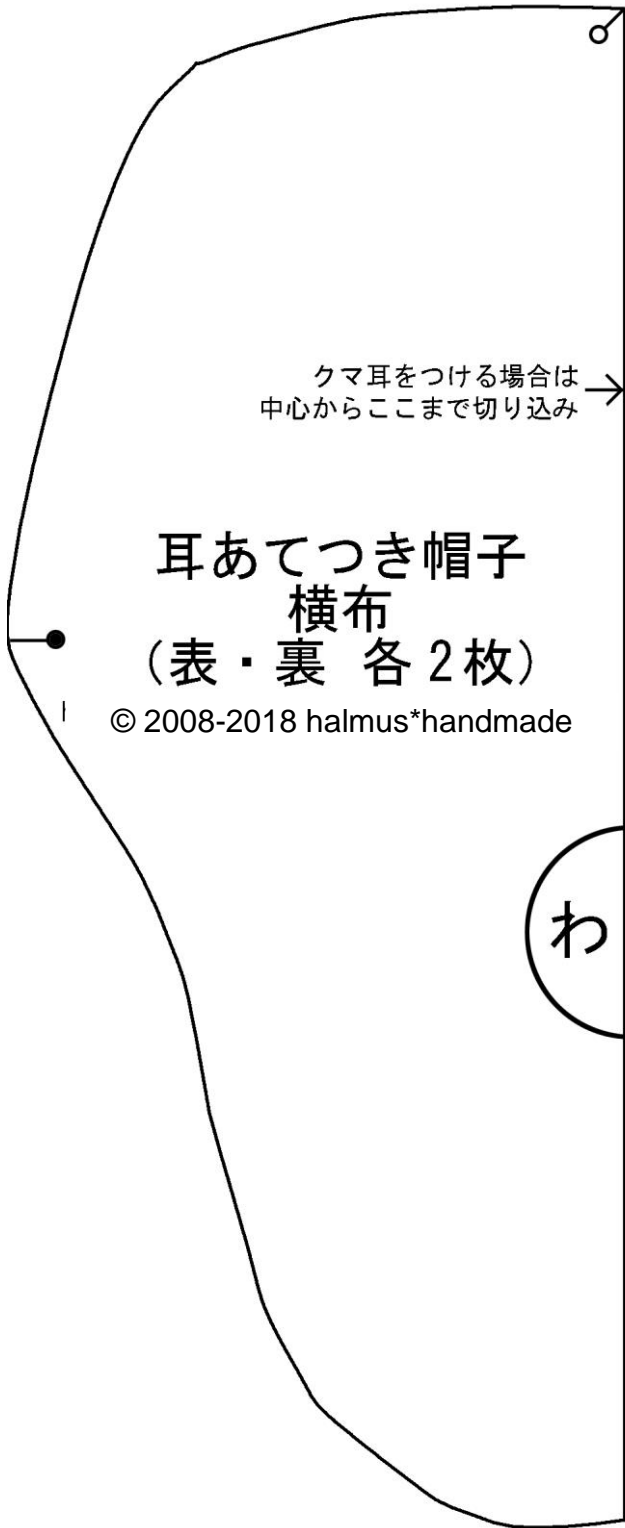 クマ耳をつける場合は
中心からここまで切り込み
耳あてつき帽子
横布
（表・裏 各2枚）
© 2008-2018 halmus*handmade
わ